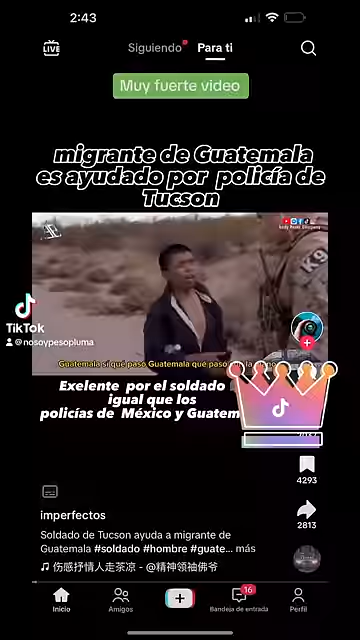 2:43
LIVE
Siguiendo
Para ti
Muy fuerte video
migrante de Guatemala
es ayudado por policía de
Tucson
K9
TikTok
@nosoypesopluma
Exelente por el soldado
igual que los
policías de México y Guatem
4293
2813
imperfectos
Soldado de Tucson ayuda a migrante de
Guatemala #soldado #hombre #guate... más
伤感抒情人走茶凉 - @精神领袖佛爷
Inicio
Amigos
16
Bandeja de entrada
Perfil